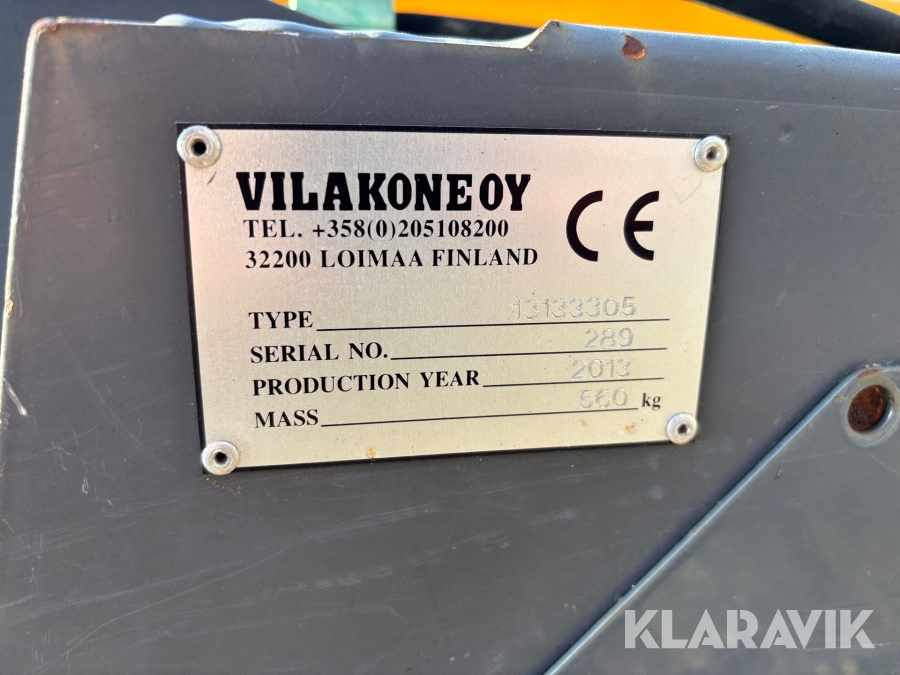 VILAKONE OY
TEL. +358(0)205108200
32200 LOIMAA FINLAND
CE
TYPE 13133305
SERIAL NO. 289
PRODUCTION YEAR 2013
MASS 560 kg
KLARAVIK